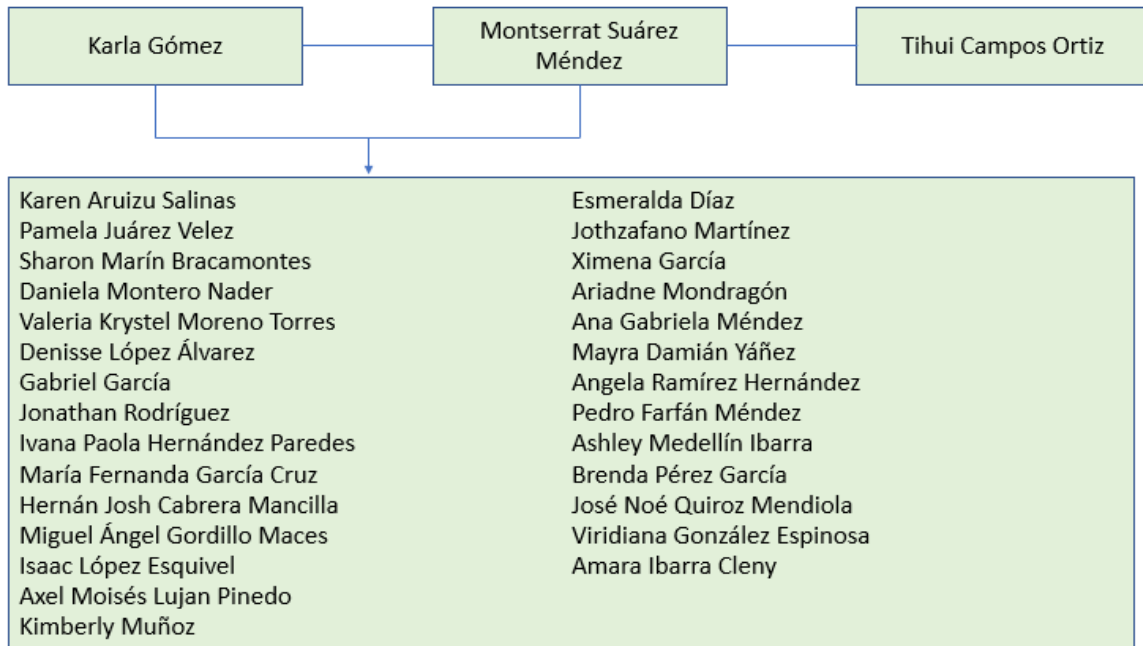 Karla Gómez
Montserrat Suárez
Méndez
Tihui Campos Ortiz
Karen Aruizu Salinas
Pamela Juárez Velez
Sharon Marín Bracamontes
Daniela Montero Nader
Valeria Krystel Moreno Torres
Denisse López Álvarez
Gabriel García
Jonathan Rodríguez
Ivana Paola Hernández Paredes
María Fernanda García Cruz
Hernán Josh Cabrera Mancilla
Miguel Ángel Gordillo Maces
Isaac López Esquivel
Axel Moisés Lujan Pinedo
Kimberly Muñoz
Esmeralda Díaz
Jothzafano Martínez
Ximena García
Ariadne Mondragón
Ana Gabriela Méndez
Mayra Damián Yáñez
Angela Ramírez Hernández
Pedro Farfán Méndez
Ashley Medellín Ibarra
Brenda Pérez García
José Noé Quiroz Mendiola
Viridiana González Espinosa
Amara Ibarra Cleny